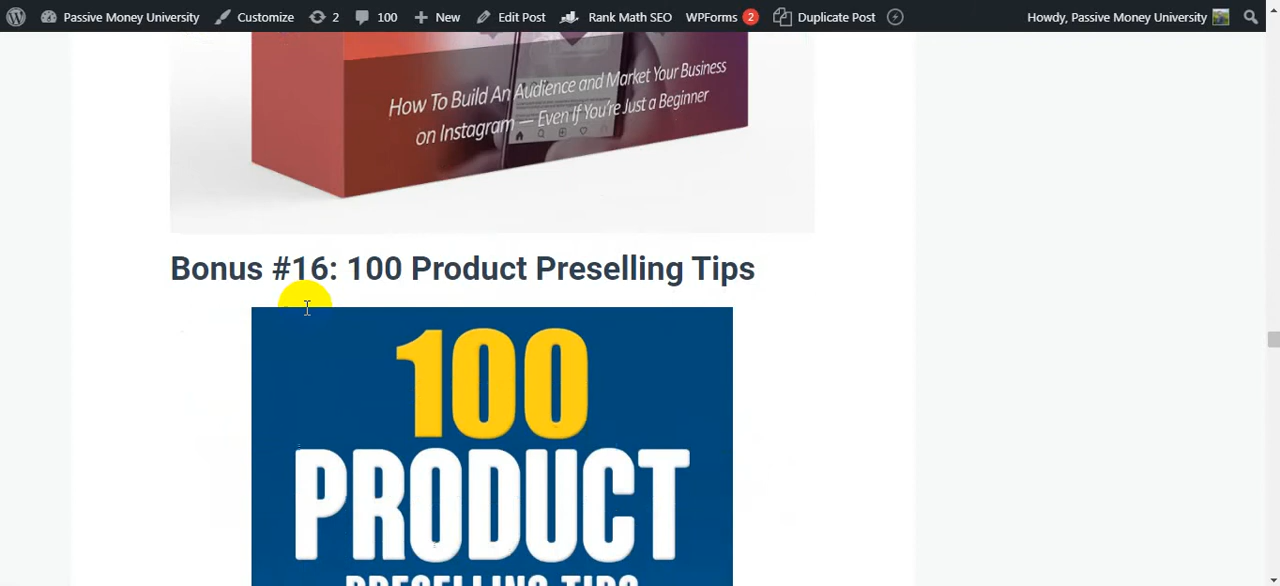 Passive Money University Customize 2 100 New Edit Post Rank Math SEO WPForms 2 Duplicate Post Howdy, Passive Money University
How To Build An Audience and Market Your Business
on Instagram — Even If You're Just a Beginner
Bonus #16: 100 Product Preselling Tips
100
PRODUCT
PRESELLING TIPS